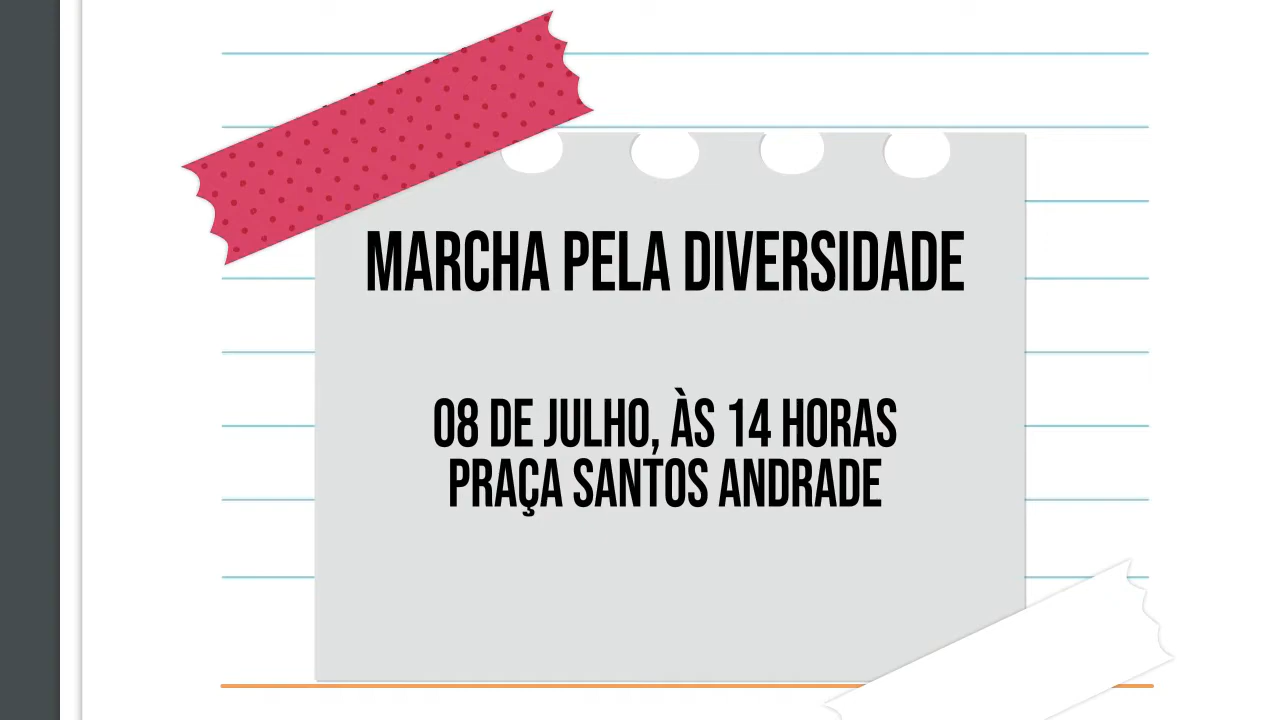 MARCHA PELA DIVERSIDADE
08 DE JULHO, ÀS 14 HORAS
PRAÇA SANTOS ANDRADE